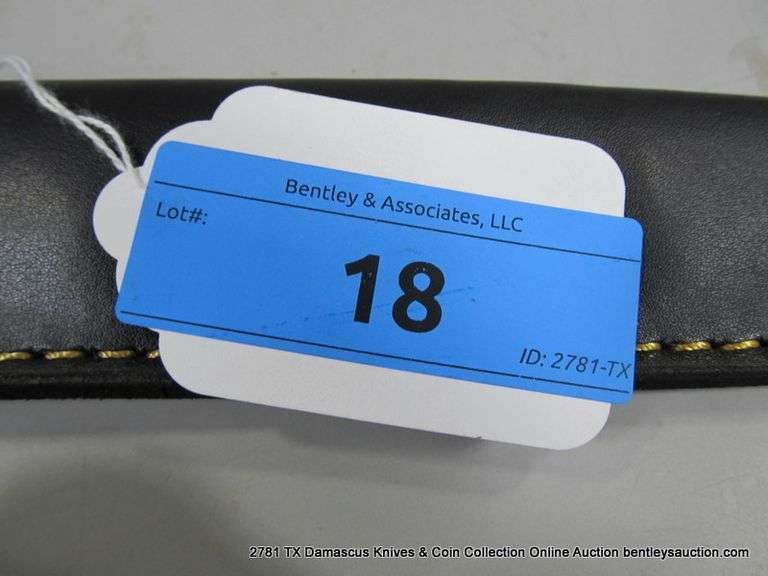 Bentley & Associates, LLC
Lot#:
18
ID: 2781-TX
2781 TX Damascus Knives & Coin Collection Online Auction bentleysauction.com